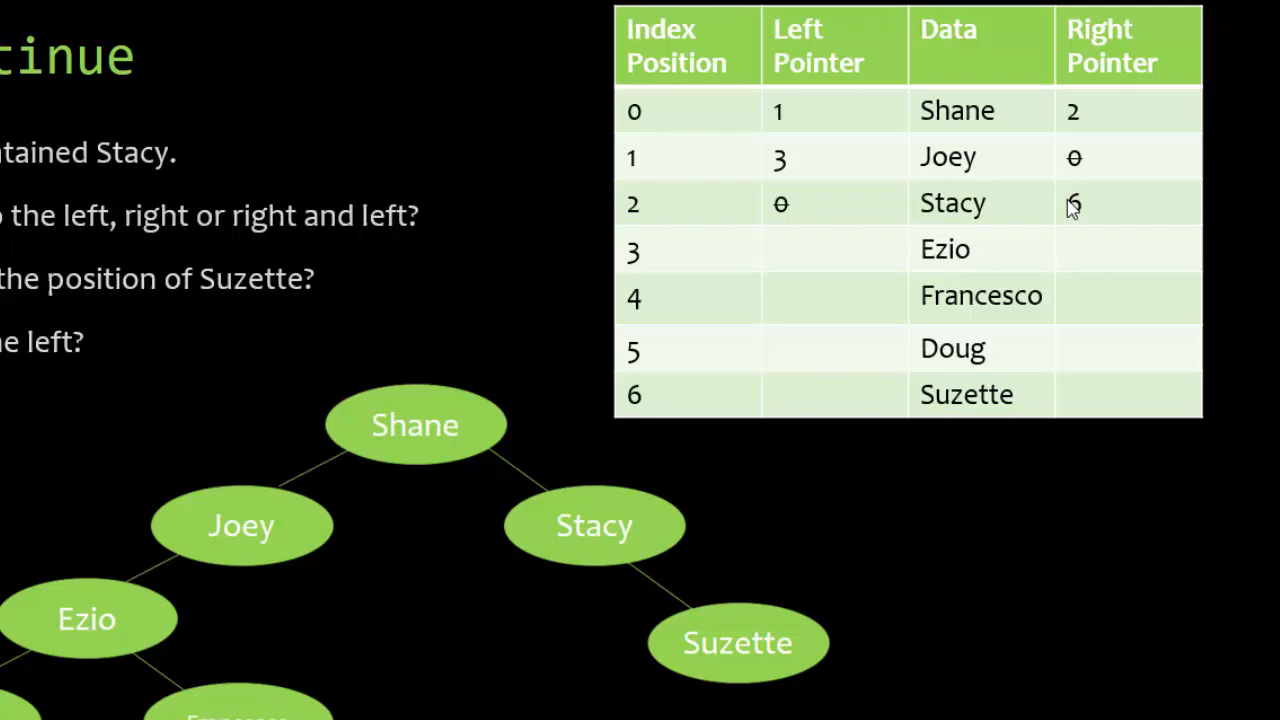 tinue
tained Stacy.
the left, right or right and left?
the position of Suzette?
left?
Index Position Left Pointer Data Right Pointer
0 1 Shane 2
1 3 Joey 0
2 0 Stacy 6
3 Ezio
4 Francesco
5 Doug
6 Suzette
Shane
Joey
Stacy
Ezio
Suzette